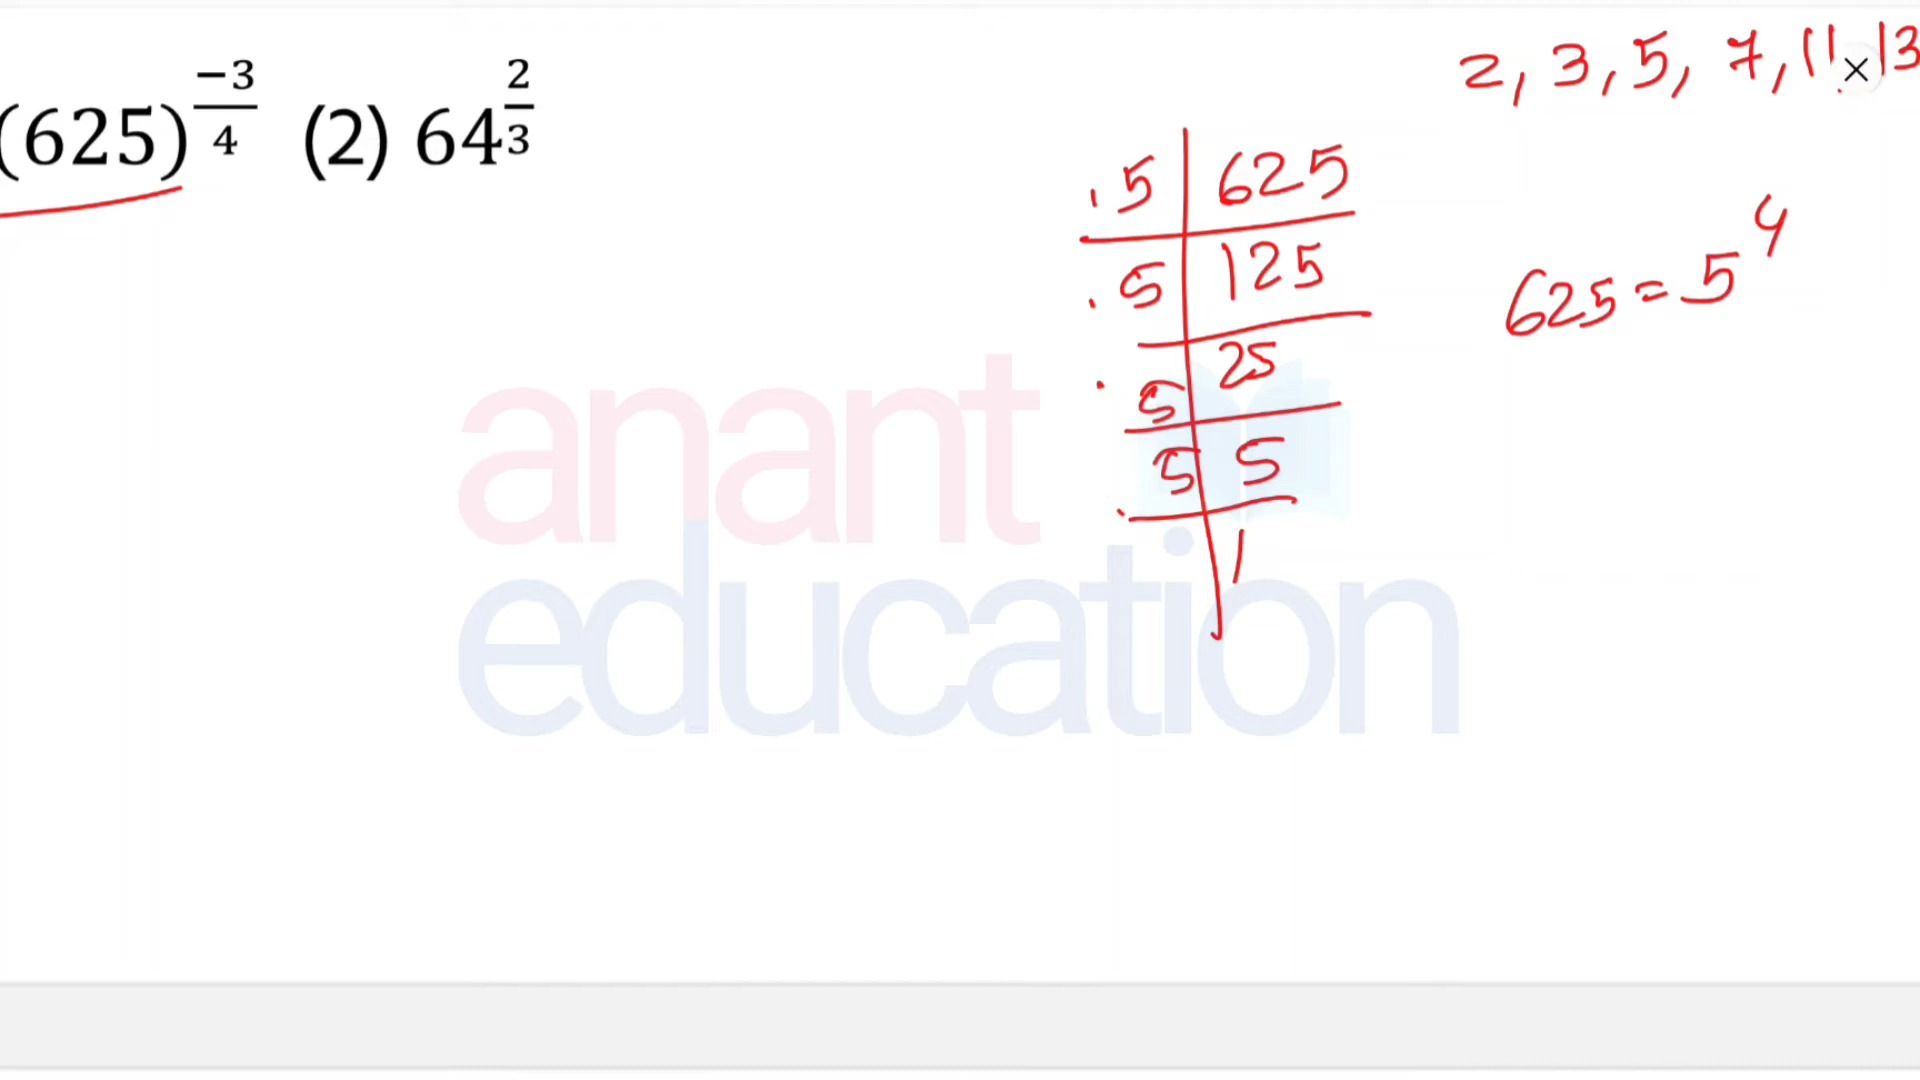 (625)^(-3/4) (2) 64^(2/3)
2, 3, 5, 7, 11, 13
5 | 625
5 | 125
5 | 25
5 | 5
1
625 = 5^4
anant
education